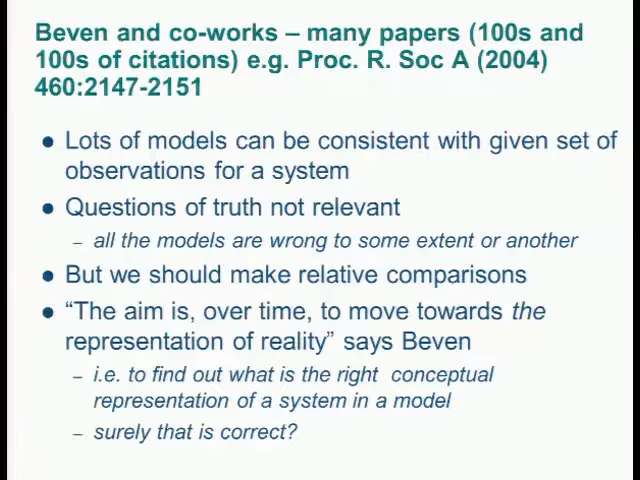 Beven and co-works – many papers (100s and
100s of citations) e.g. Proc. R. Soc A (2004)
460:2147-2151
● Lots of models can be consistent with given set of
observations for a system
● Questions of truth not relevant
– all the models are wrong to some extent or another
● But we should make relative comparisons
● “The aim is, over time, to move towards the
representation of reality” says Beven
– i.e. to find out what is the right conceptual
representation of a system in a model
– surely that is correct?